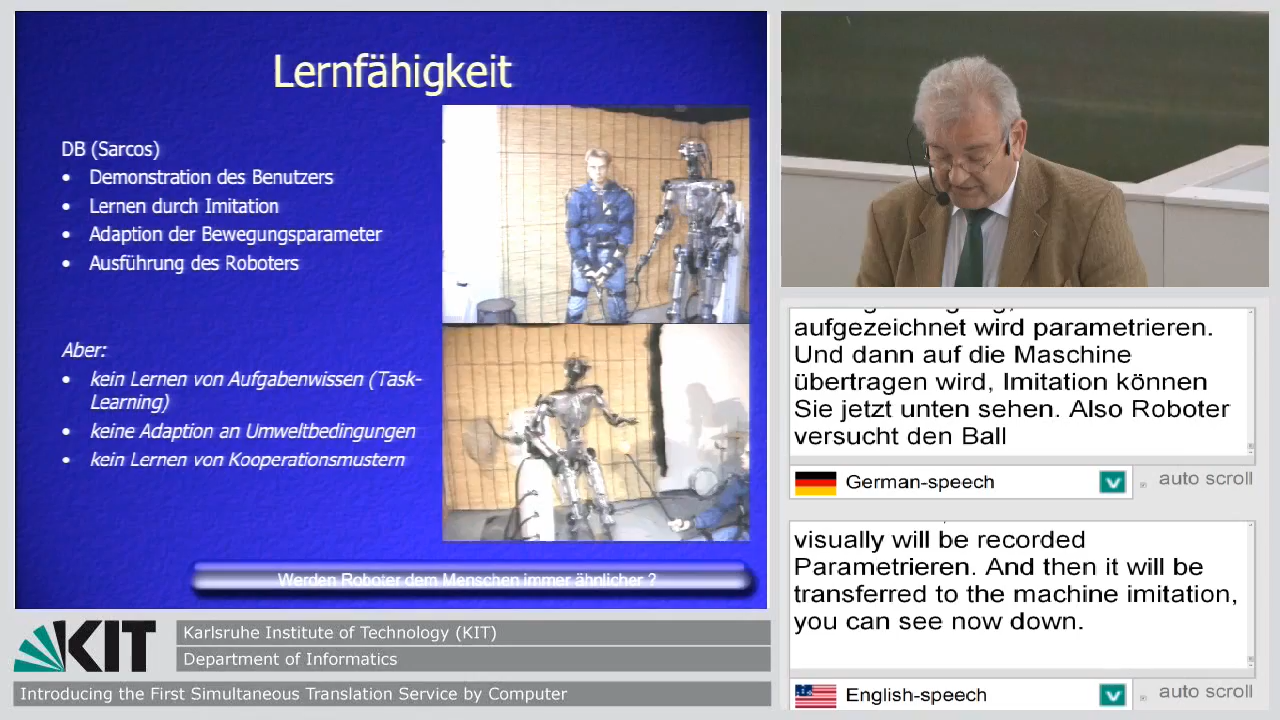 Lernfähigkeit
DB (Sarcos)
• Demonstration des Benutzers
• Lernen durch Imitation
• Adaption der Bewegungsparameter
• Ausführung des Roboters
Aber:
• kein Lernen von Aufgabenwissen (Task-
Learning)
• keine Adaption an Umweltbedingungen
• kein Lernen von Kooperationsmustern
Werden Roboter dem Menschen immer ähnlicher ?
aufgezeichnet wird parametrieren.
Und dann auf die Maschine
übertragen wird, Imitation können
Sie jetzt unten sehen. Also Roboter
versucht den Ball
German-speech
auto scroll
visually will be recorded
Parametrieren. And then it will be
transferred to the machine imitation,
you can see now down.
English-speech
auto scroll
KIT
Karlsruhe Institute of Technology (KIT)
Department of Informatics
Introducing the First Simultaneous Translation Service by Computer